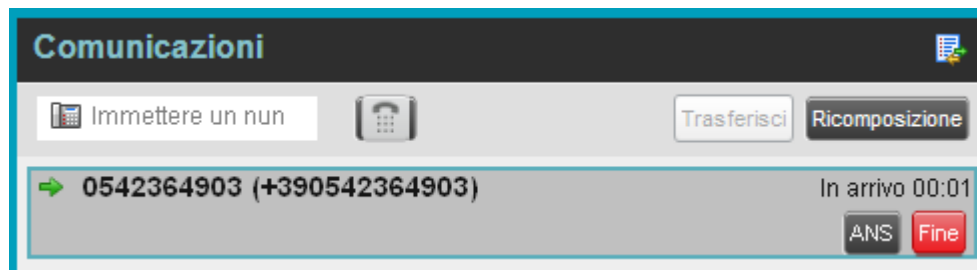 Comunicazioni
Immettere un nun
Trasferisci
Ricomposizione
0542364903 (+390542364903)
In arrivo 00:01
ANS
Fine